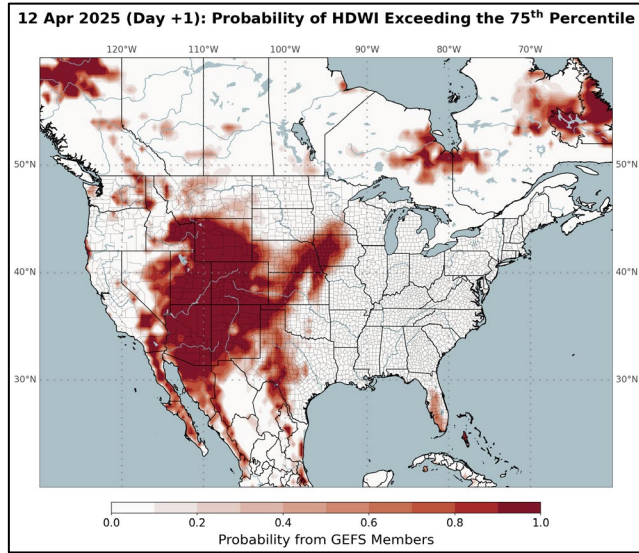 12 Apr 2025 (Day +1): Probability of HDWI Exceeding the 75th Percentile
120°W 110°W 100°W 90°W 80°W 70°W
50°N
50°N
40°N
40°N
30°N
30°N
0.0 0.2 0.4 0.6 0.8 1.0
Probability from GEFS Members